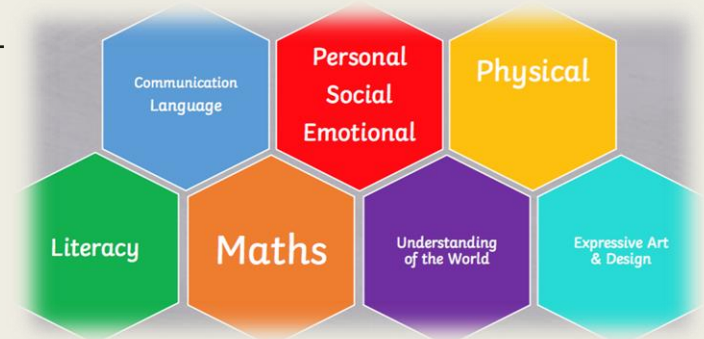 Communication
Language
Personal
Social
Emotional
Physical
Literacy
Maths
Understanding
of the World
Expressive Art
& Design